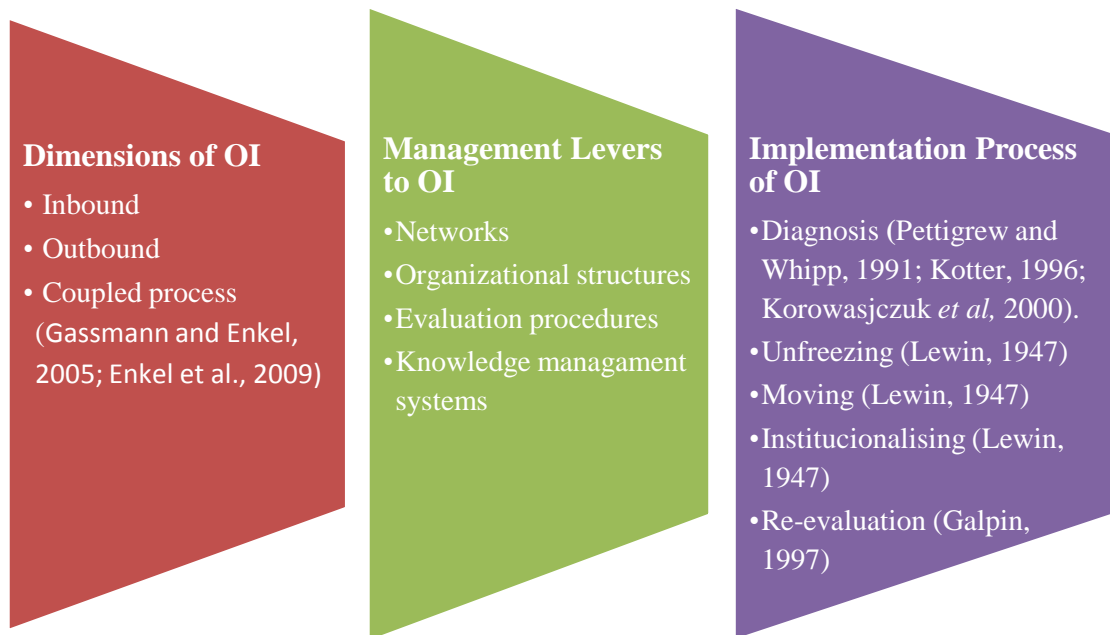 Dimensions of OI
• Inbound
• Outbound
• Coupled process
(Gassmann and Enkel,
2005; Enkel et al., 2009)
Management Levers
to OI
•Networks
•Organizational structures
•Evaluation procedures
•Knowledge managament
systems
Implementation Process
of OI
•Diagnosis (Pettigrew and
Whipp, 1991; Kotter, 1996;
Korowasjczuk et al, 2000).
•Unfreezing (Lewin, 1947)
•Moving (Lewin, 1947)
•Institucionalising (Lewin,
1947)
•Re-evaluation (Galpin,
1997)